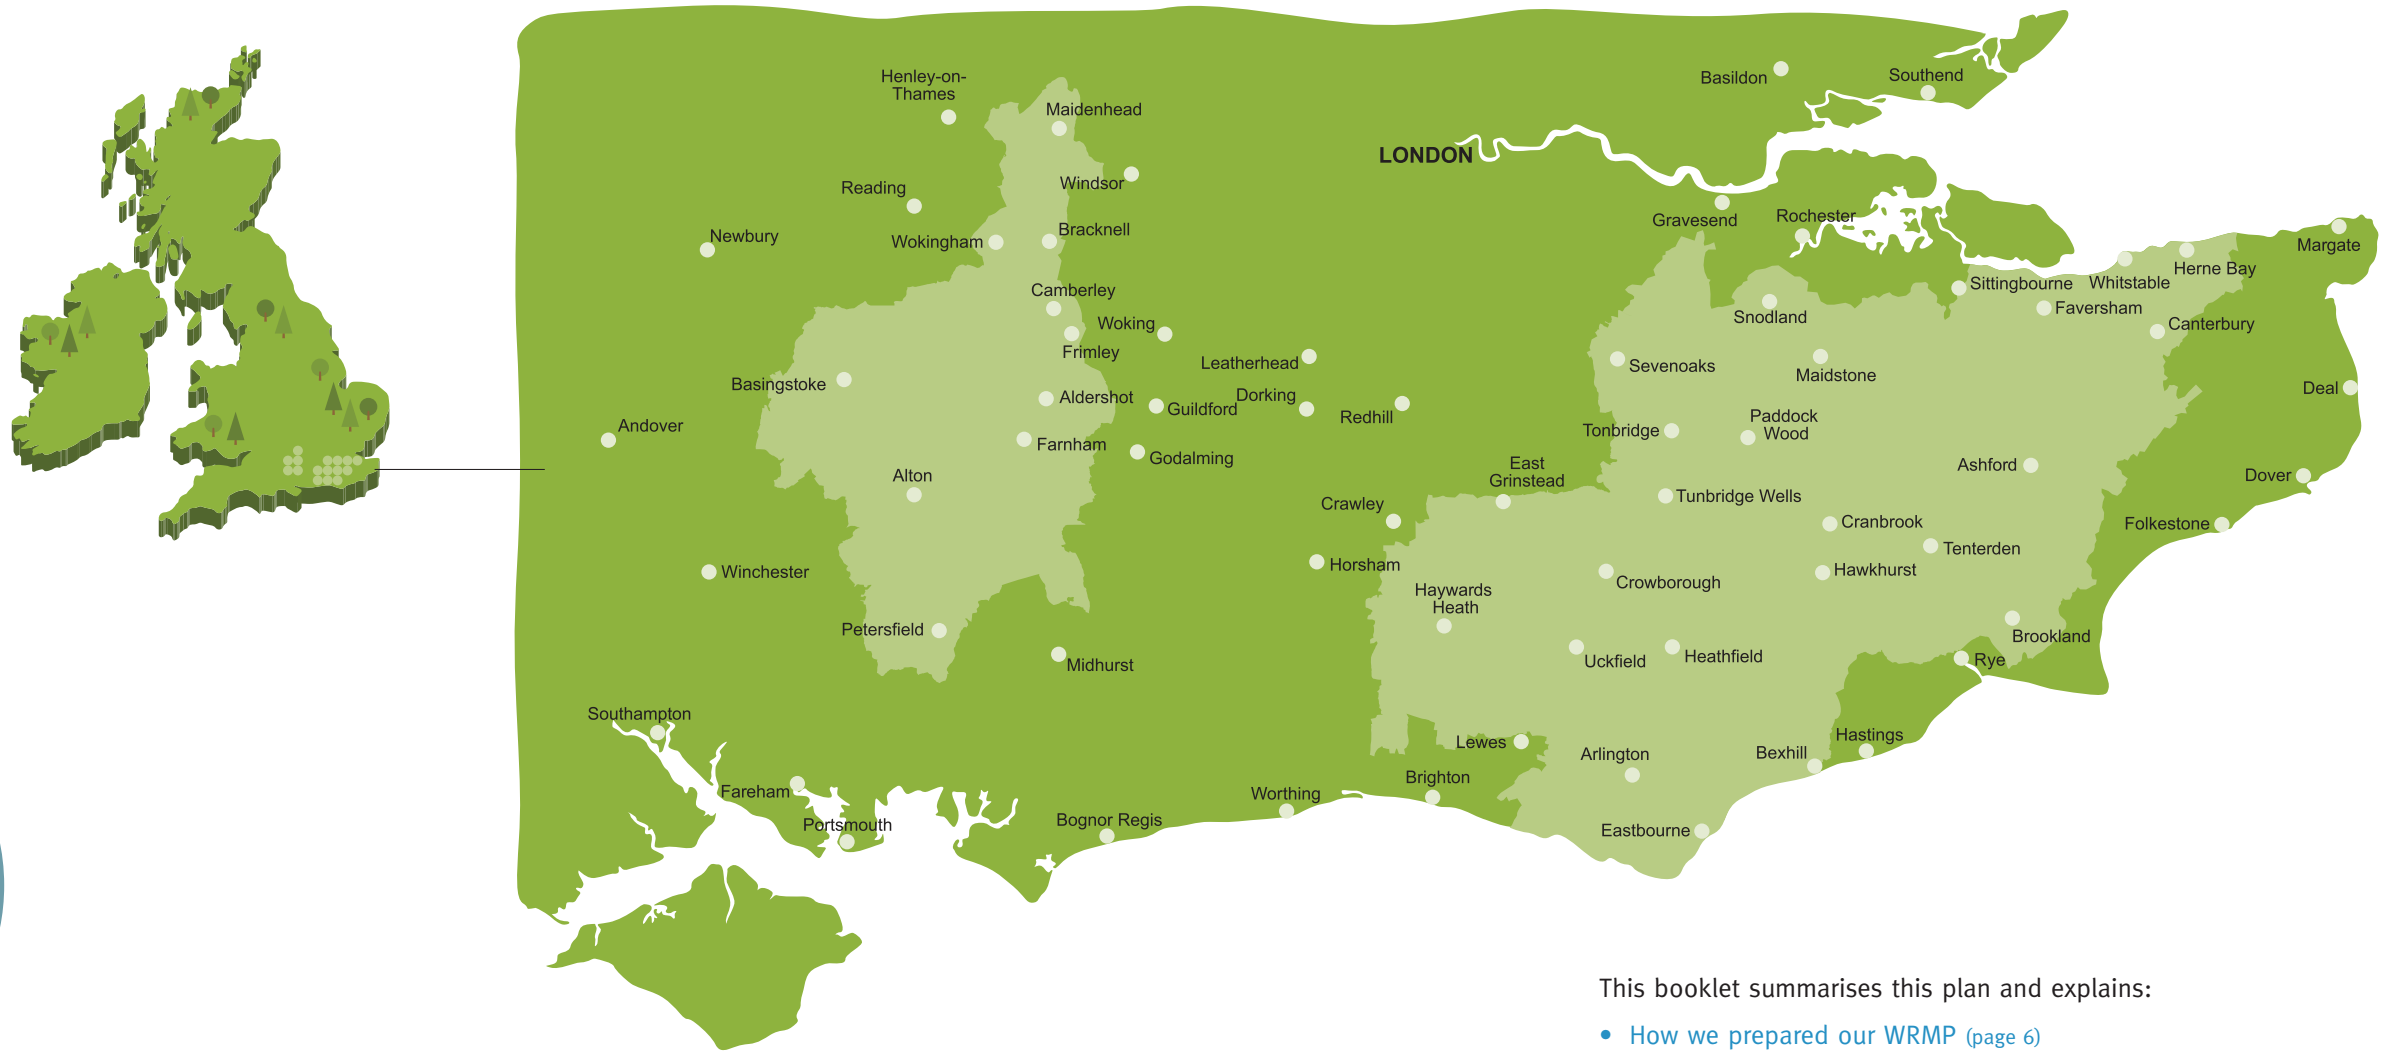 Henley-on-
Thames
Maidenhead
Basildon
Southend
LONDON
Windsor
Reading
Gravesend
Rochester
Newbury
Wokingham
Bracknell
Margate
Herne Bay
Sittingbourne
Whitstable
Camberley
Faversham
Snodland
Woking
Canterbury
Frimley
Leatherhead
Sevenoaks
Maidstone
Basingstoke
Deal
Aldershot
Dorking
Guildford
Redhill
Paddock
Wood
Andover
Tonbridge
Farnham
Godalming
East
Grinstead
Ashford
Alton
Dover
Tunbridge Wells
Crawley
Cranbrook
Folkestone
Tenterden
Horsham
Winchester
Hawkhurst
Crowborough
Haywards
Heath
Petersfield
Brookland
Midhurst
Uckfield
Heathfield
Rye
Southampton
Hastings
Lewes
Arlington
Bexhill
Brighton
Fareham
Worthing
Bognor Regis
Portsmouth
Eastbourne
This booklet summarises this plan and explains:
• How we prepared our WRMP (page 6)